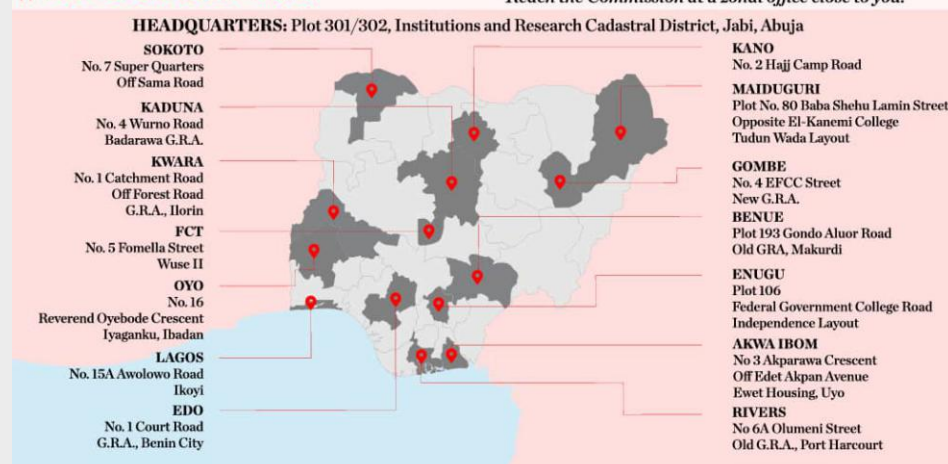 Reach the Commission at a zonal office close to you!
HEADQUARTERS: Plot 301/302, Institutions and Research Cadastral District, Jabi, Abuja
SOKOTO
No. 7 Super Quarters
Off Sama Road
KADUNA
No. 4 Wurno Road
Badarawa G.R.A.
KWARA
No. 1 Catchment Road
Off Forest Road
G.R.A., Ilorin
FCT
No. 5 Fomella Street
Wuse II
OYO
No. 16
Reverend Oyebode Crescent
Iyaganku, Ibadan
LAGOS
No. 15A Awolowo Road
Ikoyi
EDO
No. 1 Court Road
G.R.A., Benin City
KANO
No. 2 Hajj Camp Road
MAIDUGURI
Plot No. 80 Baba Shehu Lamin Street
Opposite El-Kanemi College
Tudun Wada Layout
GOMBE
No. 4 EFCC Street
New G.R.A.
BENUE
Plot 193 Gondo Aluor Road
Old GRA, Makurdi
ENUGU
Plot 106
Federal Government College Road
Independence Layout
AKWA IBOM
No 3 Akparawa Crescent
Off Edet Akpan Avenue
Ewet Housing, Uyo
RIVERS
No 6A Olumeni Street
Old G.R.A., Port Harcourt